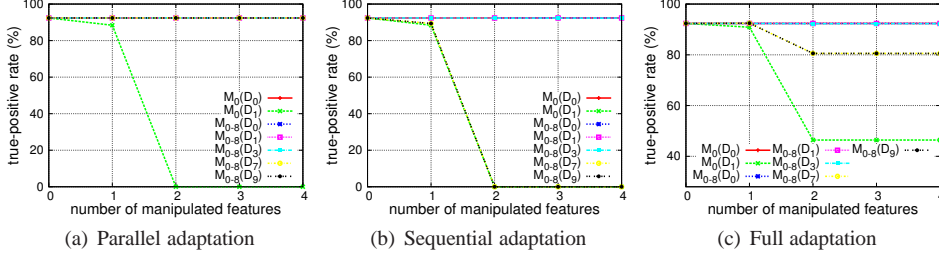 true-positive rate (%)
100
80
60
40
20
0
M0(D0)
M0(D1)
M0-8(D0)
M0-8(D1)
M0-8(D3)
M0-8(D7)
M0-8(D9)
0 1 2 3 4
number of manipulated features
(a) Parallel adaptation
true-positive rate (%)
100
80
60
40
20
0
M0(D0)
M0(D1)
M0-8(D0)
M0-8(D1)
M0-8(D3)
M0-8(D7)
M0-8(D9)
0 1 2 3 4
number of manipulated features
(b) Sequential adaptation
true-positive rate (%)
100
80
60
40
M0(D0) M0-8(D1) M0-8(D9)
M0(D1) M0-8(D3)
M0-8(D0) M0-8(D7)
0 1 2 3 4
number of manipulated features
(c) Full adaptation